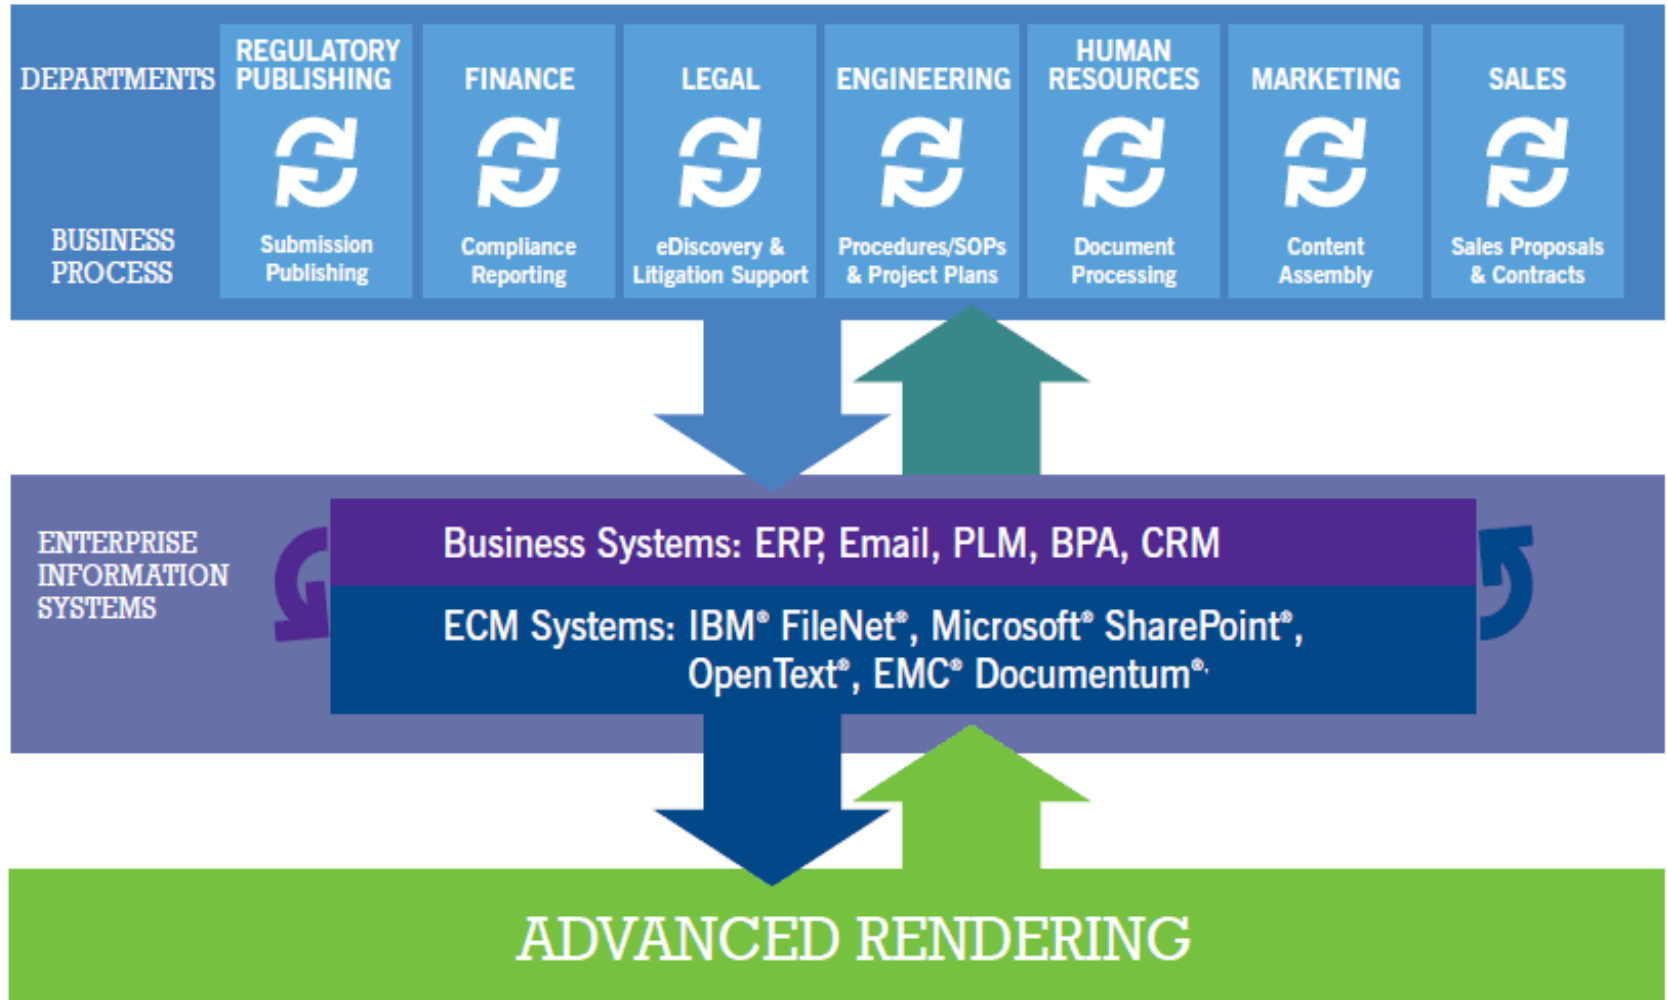 DEPARTMENTS
REGULATORY
PUBLISHING
FINANCE
LEGAL
ENGINEERING
HUMAN
RESOURCES
MARKETING
SALES
BUSINESS
PROCESS
Submission
Publishing
Compliance
Reporting
eDiscovery &
Litigation Support
Procedures/SOPs
& Project Plans
Document
Processing
Content
Assembly
Sales Proposals
& Contracts
ENTERPRISE
INFORMATION
SYSTEMS
Business Systems: ERP, Email, PLM, BPA, CRM
ECM Systems: IBM® FileNet®, Microsoft® SharePoint®,
OpenText®, EMC® Documentum®,
ADVANCED RENDERING